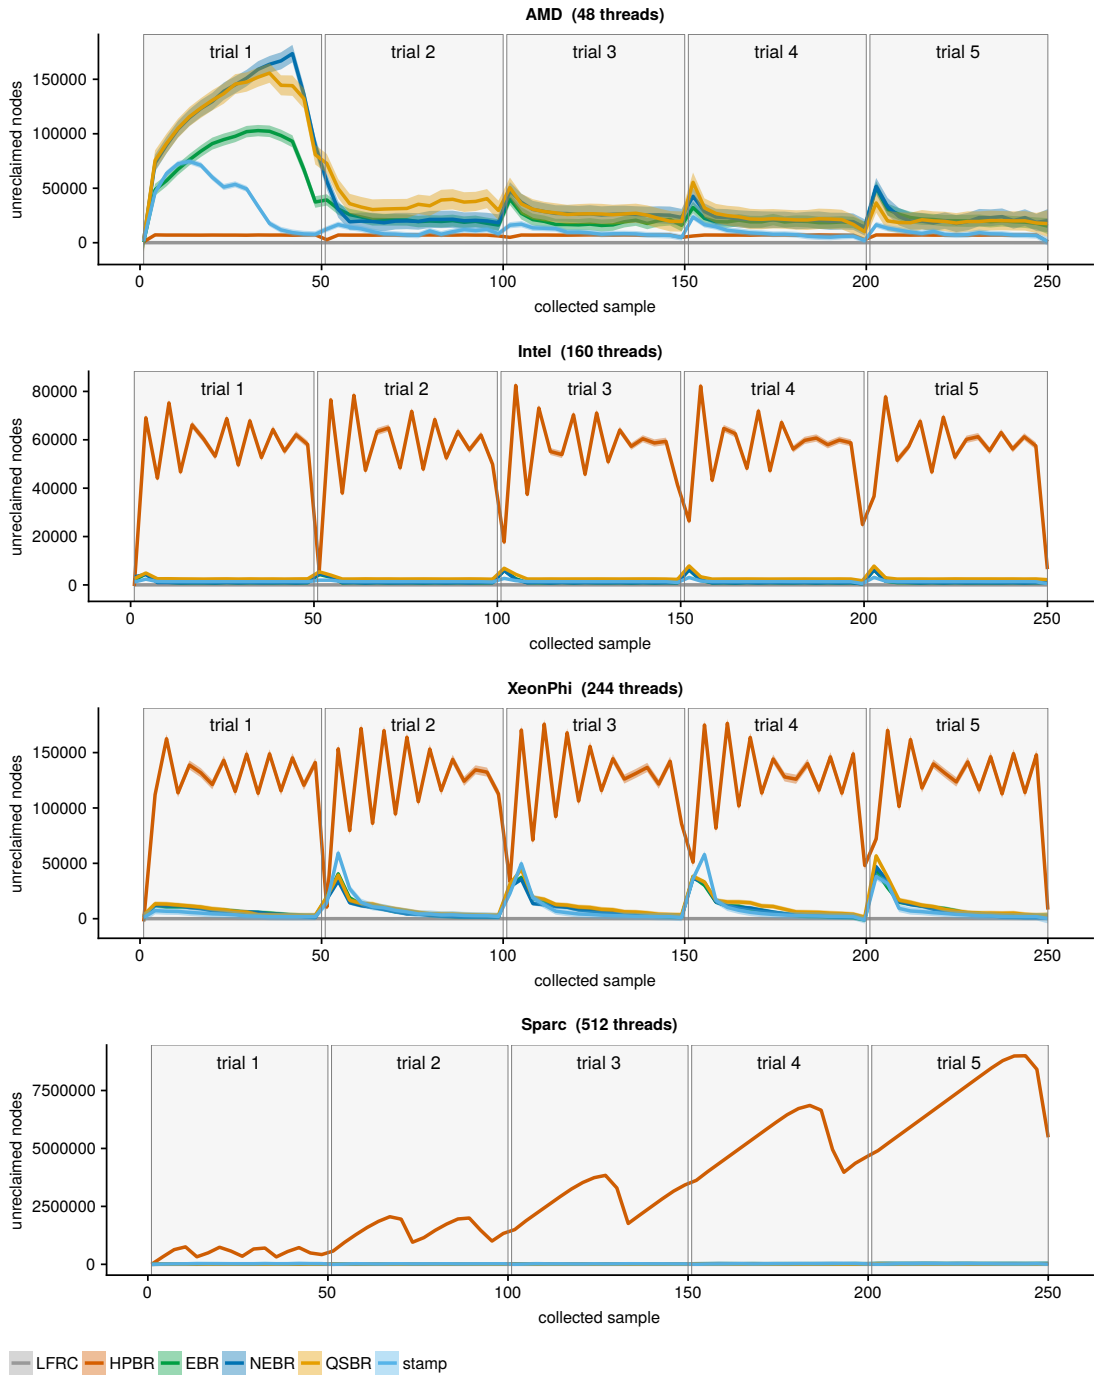 AMD (48 threads)
trial 1 trial 2 trial 3 trial 4 trial 5
150000
100000
50000
0
unreclaimed nodes
0 50 100 150 200 250
collected sample
Intel (160 threads)
trial 1 trial 2 trial 3 trial 4 trial 5
80000
60000
40000
20000
0
unreclaimed nodes
0 50 100 150 200 250
collected sample
XeonPhi (244 threads)
trial 1 trial 2 trial 3 trial 4 trial 5
150000
100000
50000
0
unreclaimed nodes
0 50 100 150 200 250
collected sample
Sparc (512 threads)
trial 1 trial 2 trial 3 trial 4 trial 5
7500000
5000000
2500000
0
unreclaimed nodes
0 50 100 150 200 250
collected sample
LFRC HPBR EBR NEBR QSBR stamp